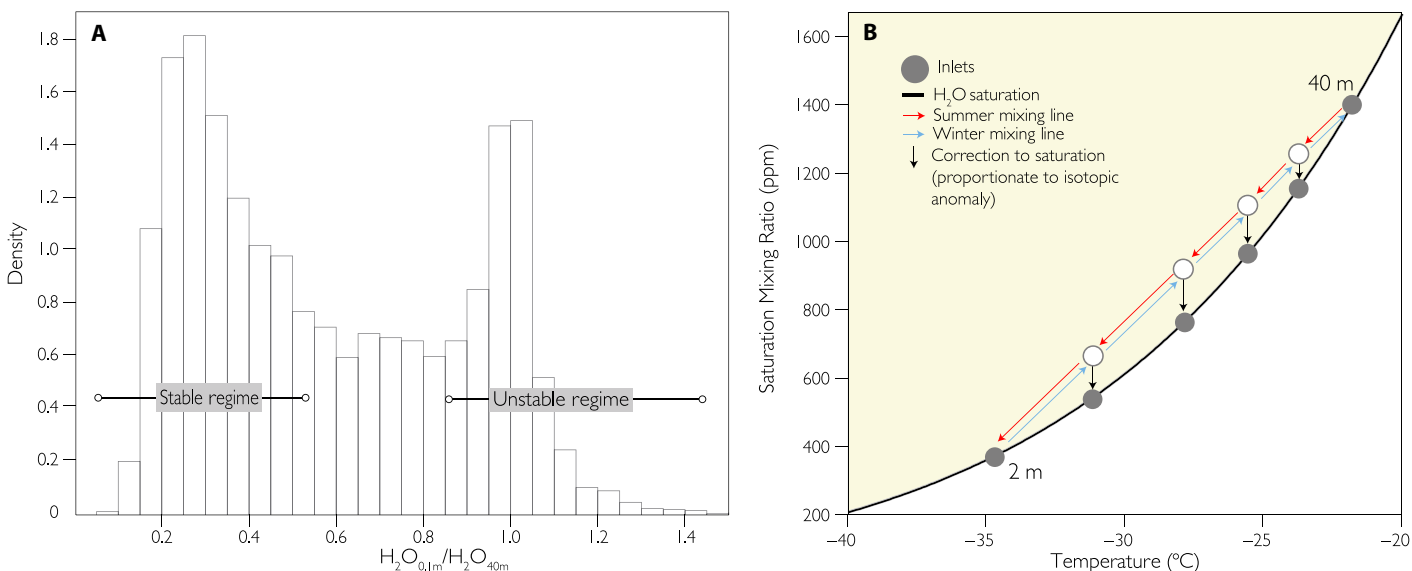 A
1.8
1.6
1.4
1.2
1.0
0.8
0.6
0.4
0.2
0
Density
Stable regime
Unstable regime
0.2
0.4
0.6
0.8
1.0
1.2
1.4
H₂O₀.₁ₘ/H₂O₄₀ₘ
B
1600
1400
1200
1000
800
600
400
200
Saturation Mixing Ratio (ppm)
Inlets
H₂O saturation
Summer mixing line
Winter mixing line
Correction to saturation
(proportionate to isotopic
anomaly)
40 m
2 m
−40
−35
−30
−25
−20
Temperature (ºC)